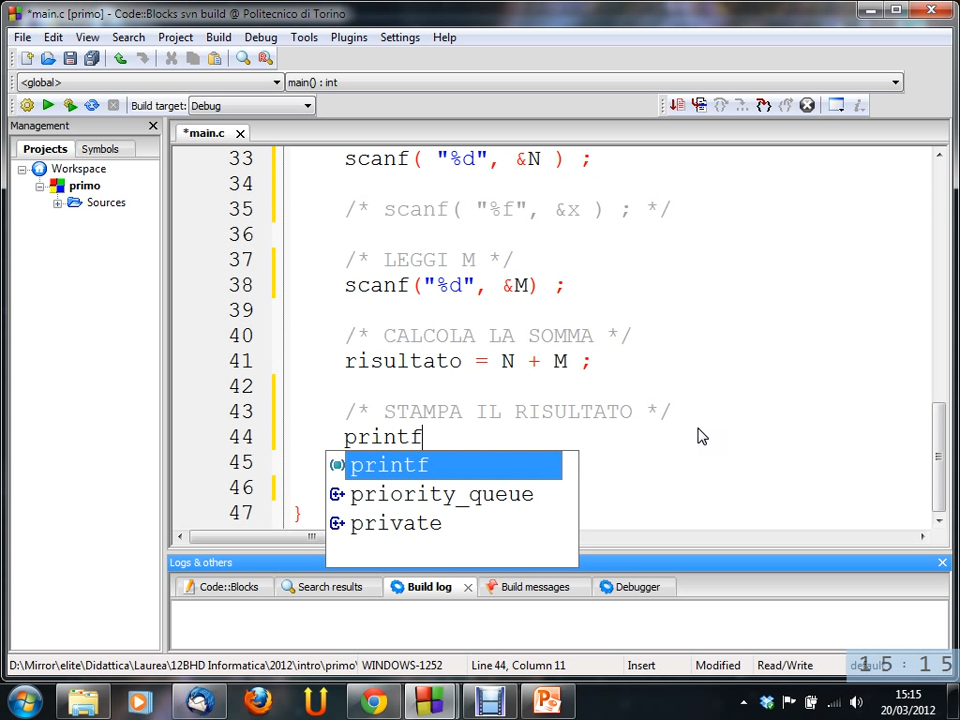 *main.c [primo] - Code::Blocks svn build @ Politecnico di Torino
File Edit View Search Project Build Debug Tools Plugins Settings Help
<global> main() : int
Build target: Debug
Management
*main.c
Projects Symbols
Workspace
primo
Sources
33 scanf( "%d", &N ) ;
34
35 /* scanf( "%f", &x ) ; */
36
37 /* LEGGI M */
38 scanf("%d", &M) ;
39
40 /* CALCOLA LA SOMMA */
41 risultato = N + M ;
42
43 /* STAMPA IL RISULTATO */
44 printf
45 printf
46 priority_queue
47 }
private
Logs & others
Code::Blocks Search results Build log Build messages Debugger
D:\Mirror\elite\Didattica\Laurea\12BHD Informatica\2012\intro\primo\ WINDOWS-1252 Line 44, Column 11 Insert Modified Read/Write default
15:15
15:15
20/03/2012